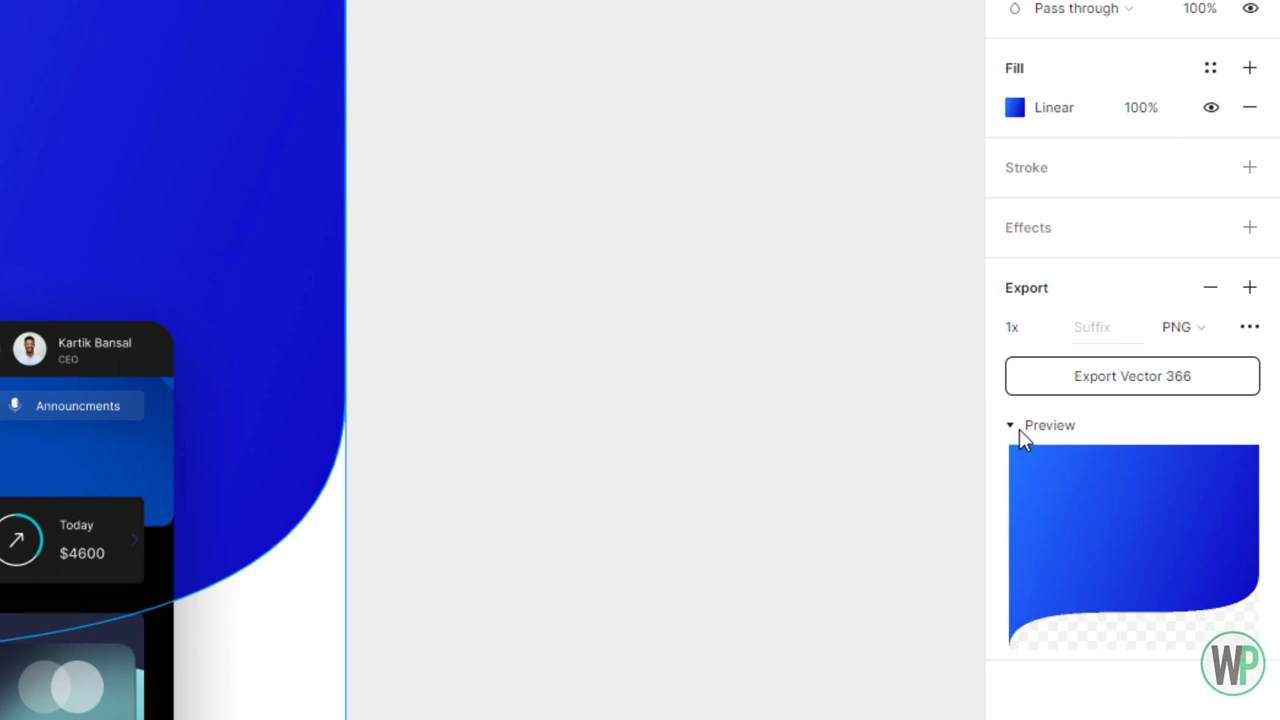 Pass through 100%
Fill
Linear 100%
Stroke
Effects
Export
1x Suffix PNG
Export Vector 366
Preview
Kartik Bansal
CEO
Announcments
Today
$4600
WP